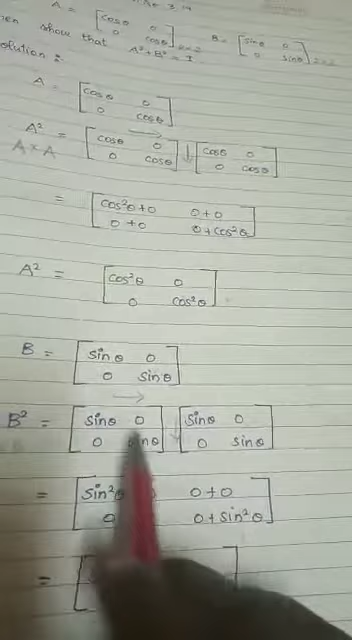 A = [cosθ 0
0 cosθ]₂ₓ₂ B = [sinθ 0
0 sinθ]
show that A² + B² = I
A = [cosθ 0
0 cosθ]
A² = [cosθ 0 [cosθ 0
A × A 0 cosθ] 0 cosθ]
= [cos²θ+0 0+0
0+0 0+cos²θ]
A² = [cos²θ 0
0 cos²θ]
B = [sinθ 0
0 sinθ]
B² = [sinθ 0 [sinθ 0
0 sinθ] 0 sinθ]
= [sin²θ 0+0
0 0+sin²θ]
= [